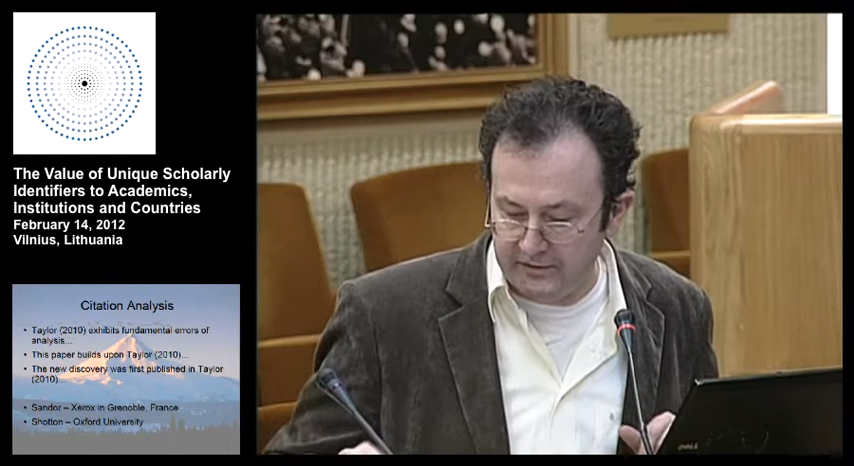 The Value of Unique Scholarly
Identifiers to Academics,
Institutions and Countries
February 14, 2012
Vilnius, Lithuania
Citation Analysis
• Taylor (2010) exhibits fundamental errors of
analysis...
• This paper builds upon Taylor (2010)...
• The new discovery was first published in Taylor
(2010)..
• Sandor – Xerox in Grenoble, France
• Shotton – Oxford University